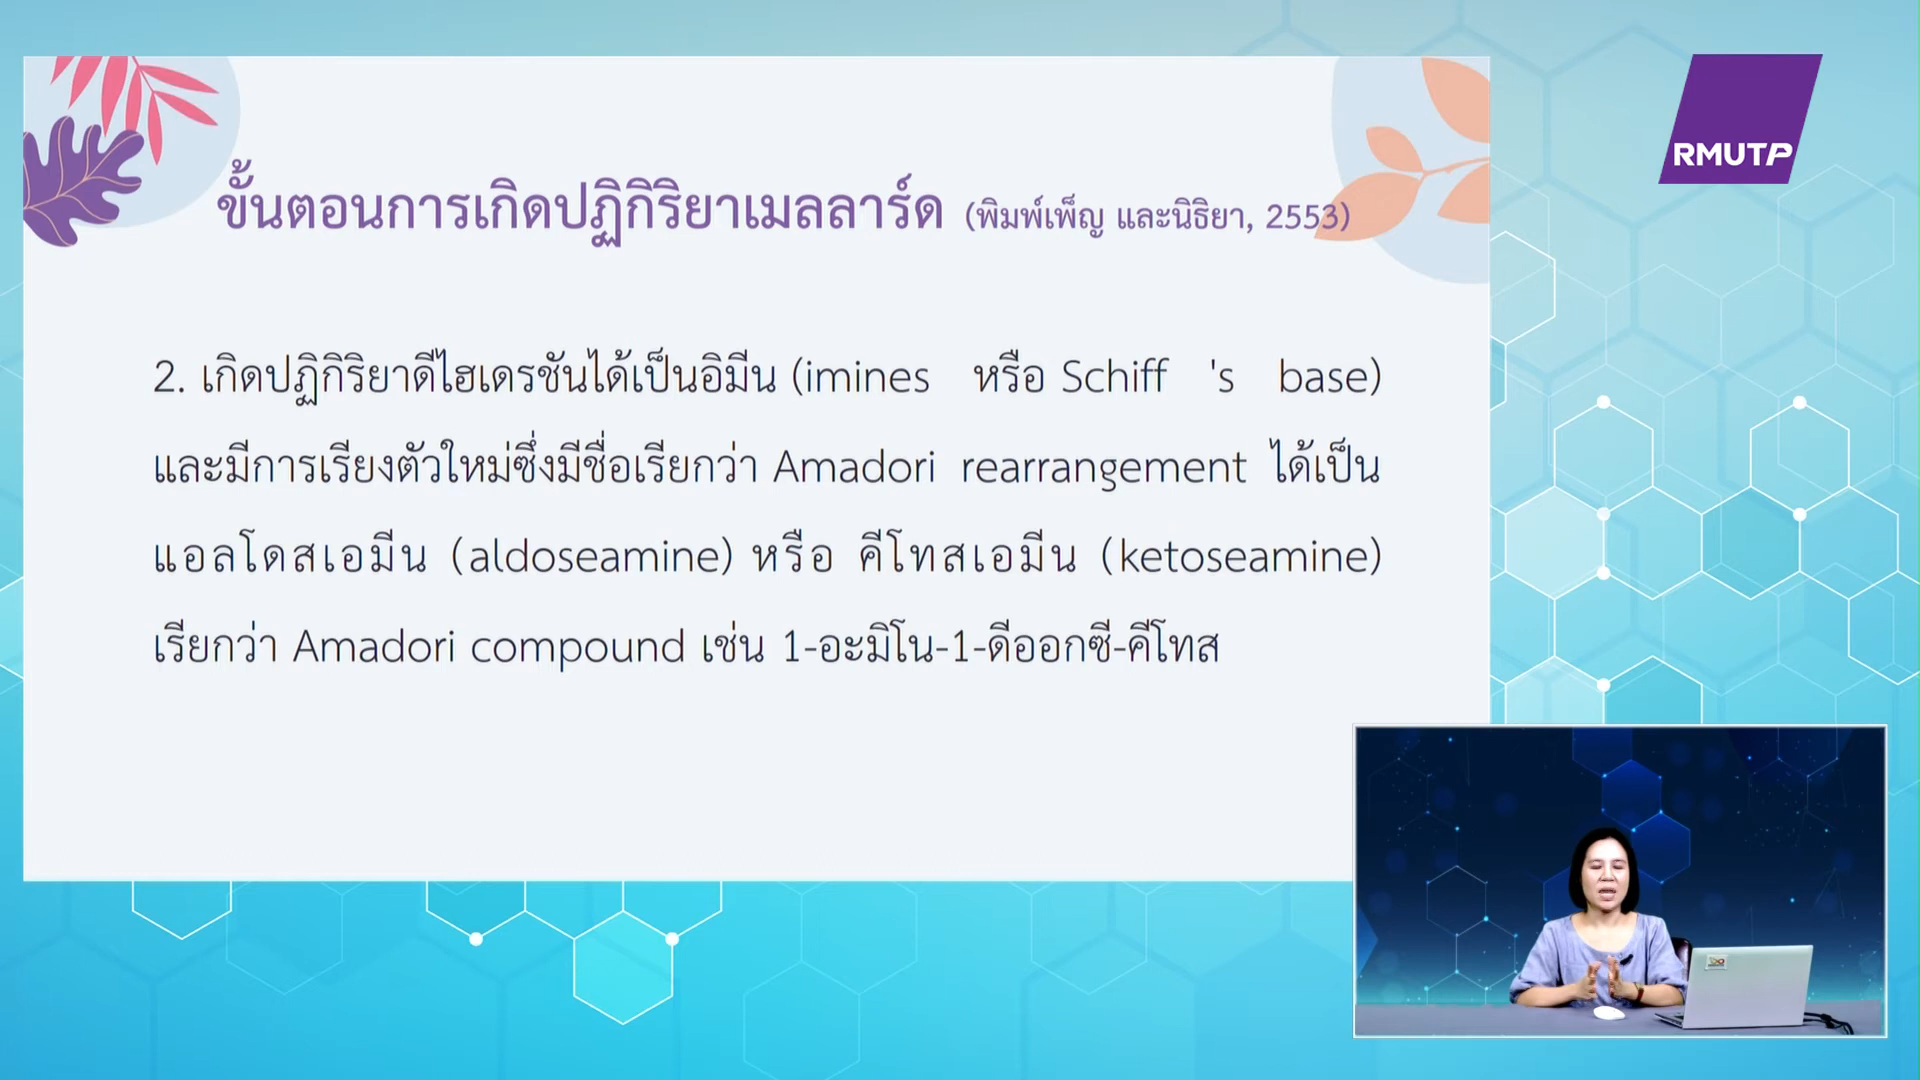 RMUTP
ขั้นตอนการเกิดปฏิกิริยาเมลลาร์ด (พิมพ์เพ็ญ และนิธิยา, 2553)
2. เกิดปฏิกิริยาดีไฮเดรชันได้เป็นอิมีน (imines หรือ Schiff 's base)
และมีการเรียงตัวใหม่ซึ่งมีชื่อเรียกว่า Amadori rearrangement ได้เป็น
แอลโดสเอมีน (aldoseamine) หรือ คีโทสเอมีน (ketoseamine)
เรียกว่า Amadori compound เช่น 1-อะมิโน-1-ดีออกซี-คีโทส